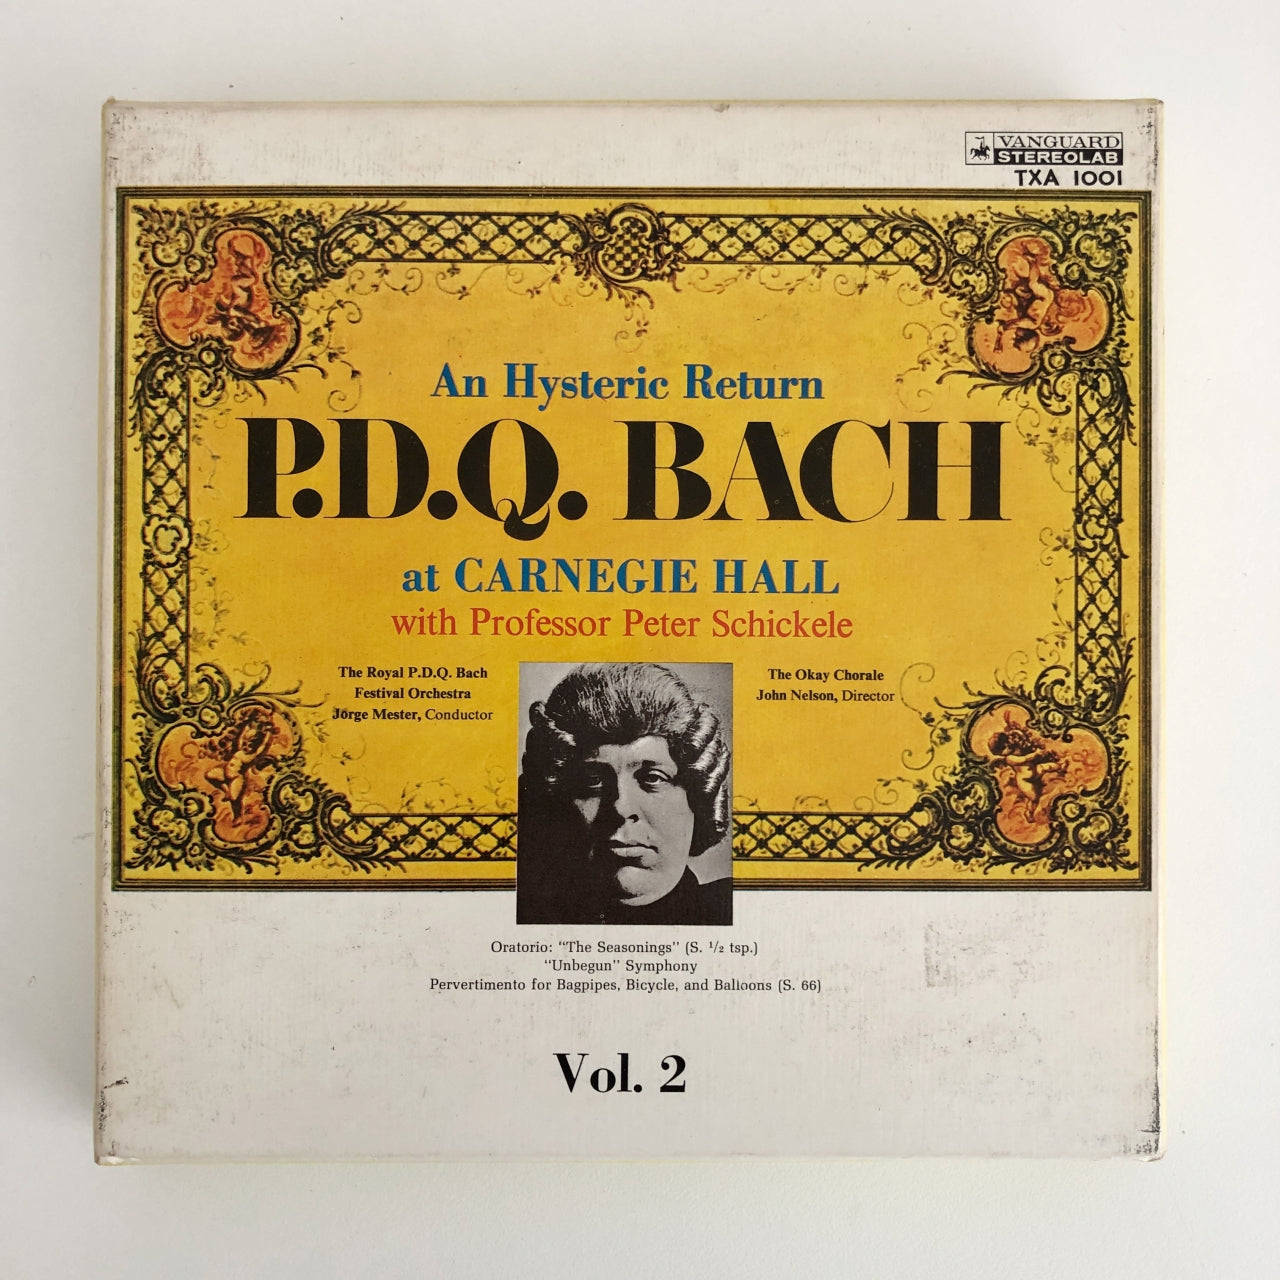 VANGUARD
STEREOLAB
TXA 1001
An Hysteric Return
P.D.Q. BACH
at CARNEGIE HALL
with Professor Peter Schickele
The Royal P.D.Q. Bach
Festival Orchestra
Jorge Mester, Conductor
The Okay Chorale
John Nelson, Director
Oratorio: “The Seasonings” (S. 1/2 tsp.)
“Unbegun” Symphony
Pervertimento for Bagpipes, Bicycle, and Balloons (S. 66)
Vol. 2